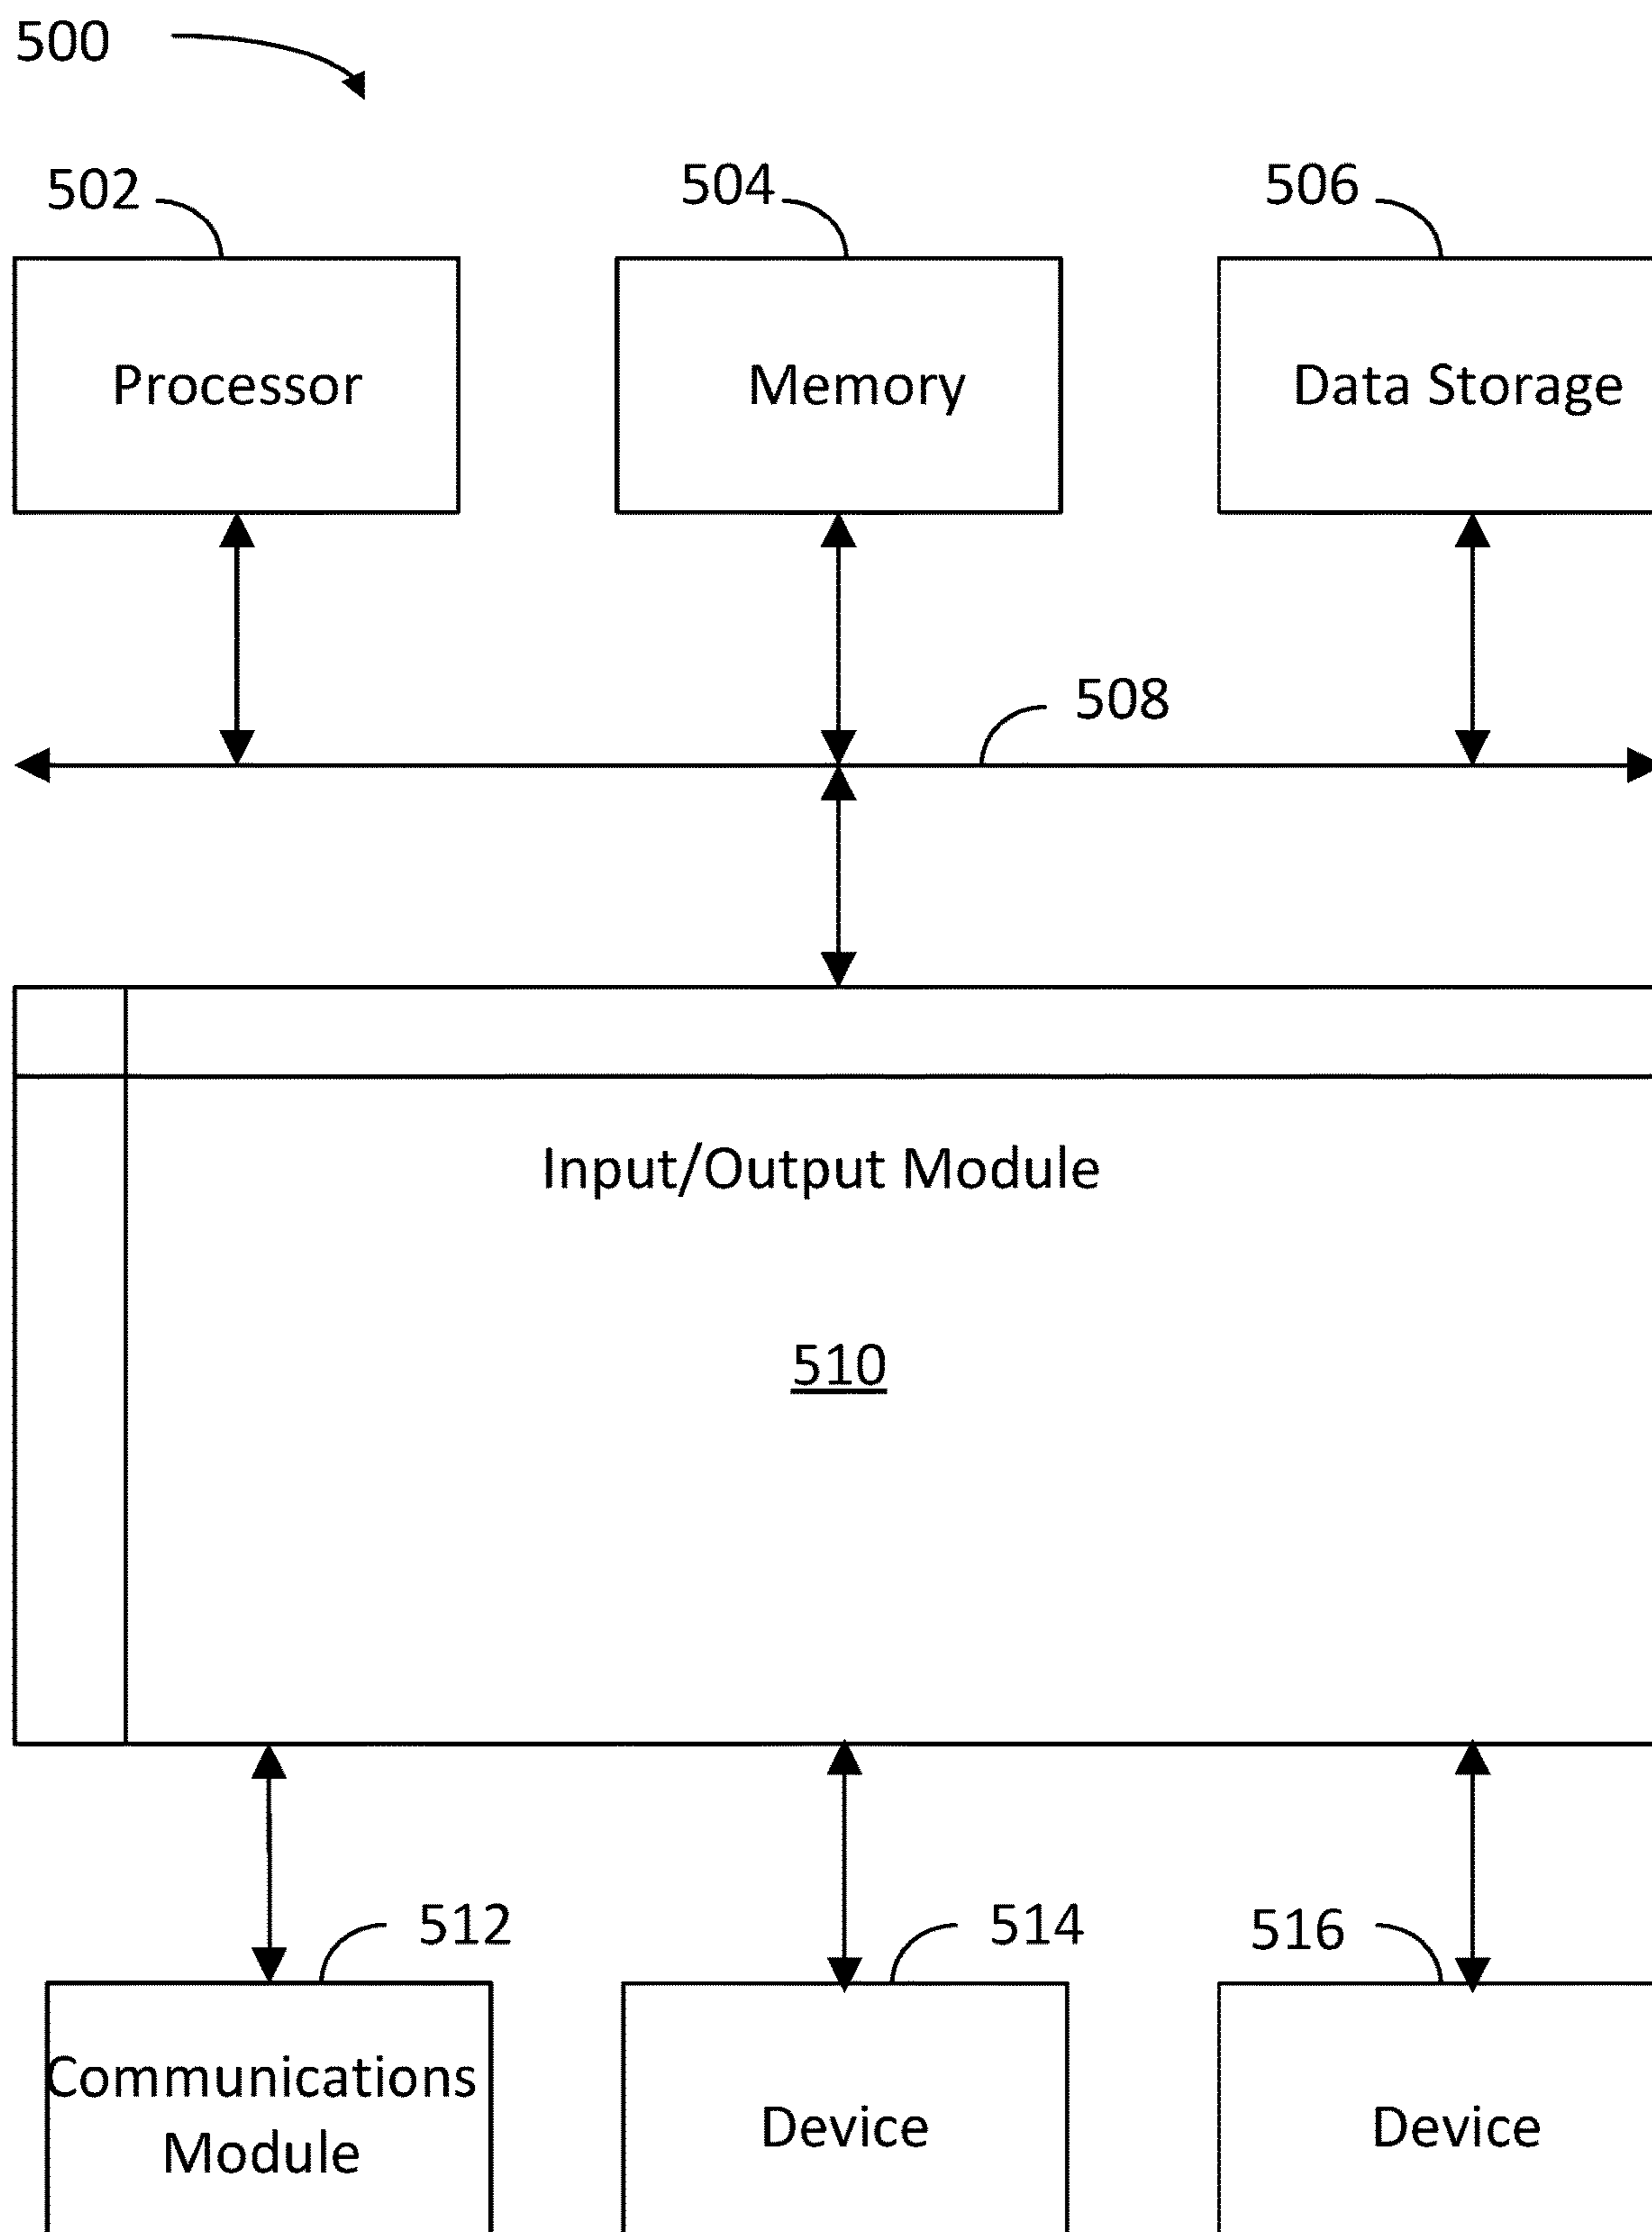 500
502
504
506
Processor
Memory
Data Storage
508
Input/Output Module
510
512
514
516
Communications
Module
Device
Device